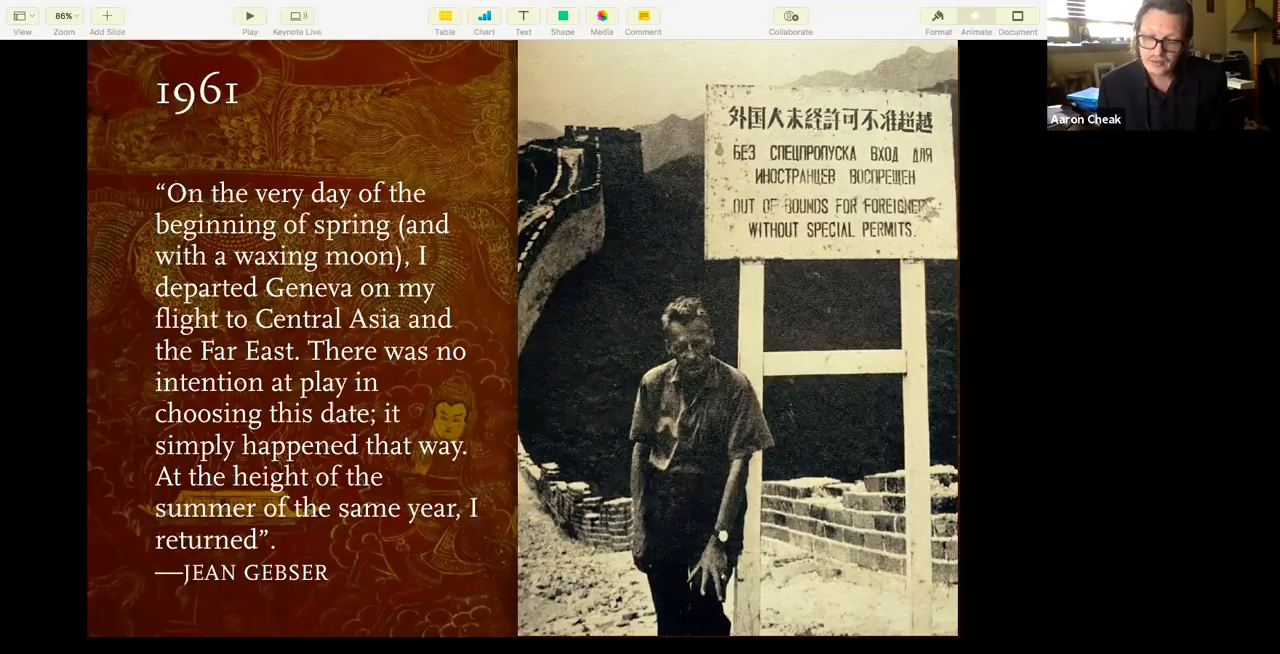 View
86%
Zoom
Add Slide
Play
Keynote Live
Table
Chart
Text
Shape
Media
Comment
Collaborate
Format
Animate
Document
Aaron Cheak
1961
“On the very day of the
beginning of spring (and
with a waxing moon), I
departed Geneva on my
flight to Central Asia and
the Far East. There was no
intention at play in
choosing this date; it
simply happened that way.
At the height of the
summer of the same year, I
returned”.
—JEAN GEBSER
外国人未経許可不准超越
БЕЗ СПЕЦПРОПУСКА ВХОД ДЛЯ
ИНОСТРАНЦЕВ ВОСПРЕЩЕН
OUT OF BOUNDS FOR FOREIGNERS
WITHOUT SPECIAL PERMITS.